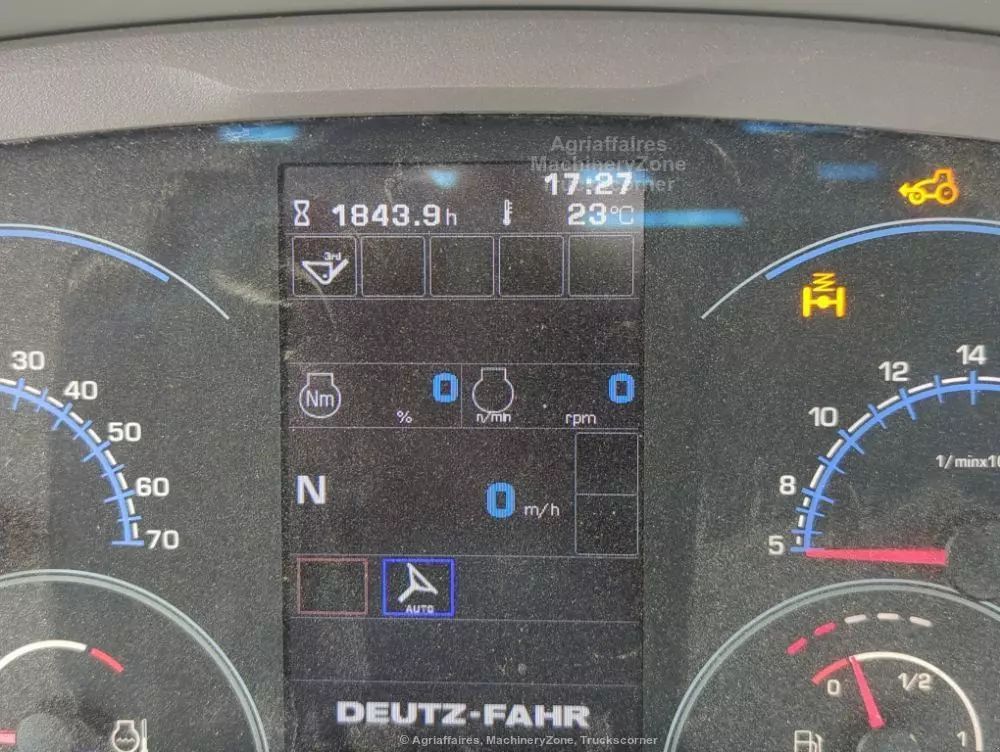 Agriaffaires
MachineryZone
Truckscorner
17:27
1843.9h
23°C
3rd
30
40
50
60
70
Nm
0
%
n/min
0
rpm
N
0 m/h
AUTO
14
12
10
8
5
1/minx10
0
1/2
1
DEUTZ-FAHR
© Agriaffaires, MachineryZone, Truckscorner